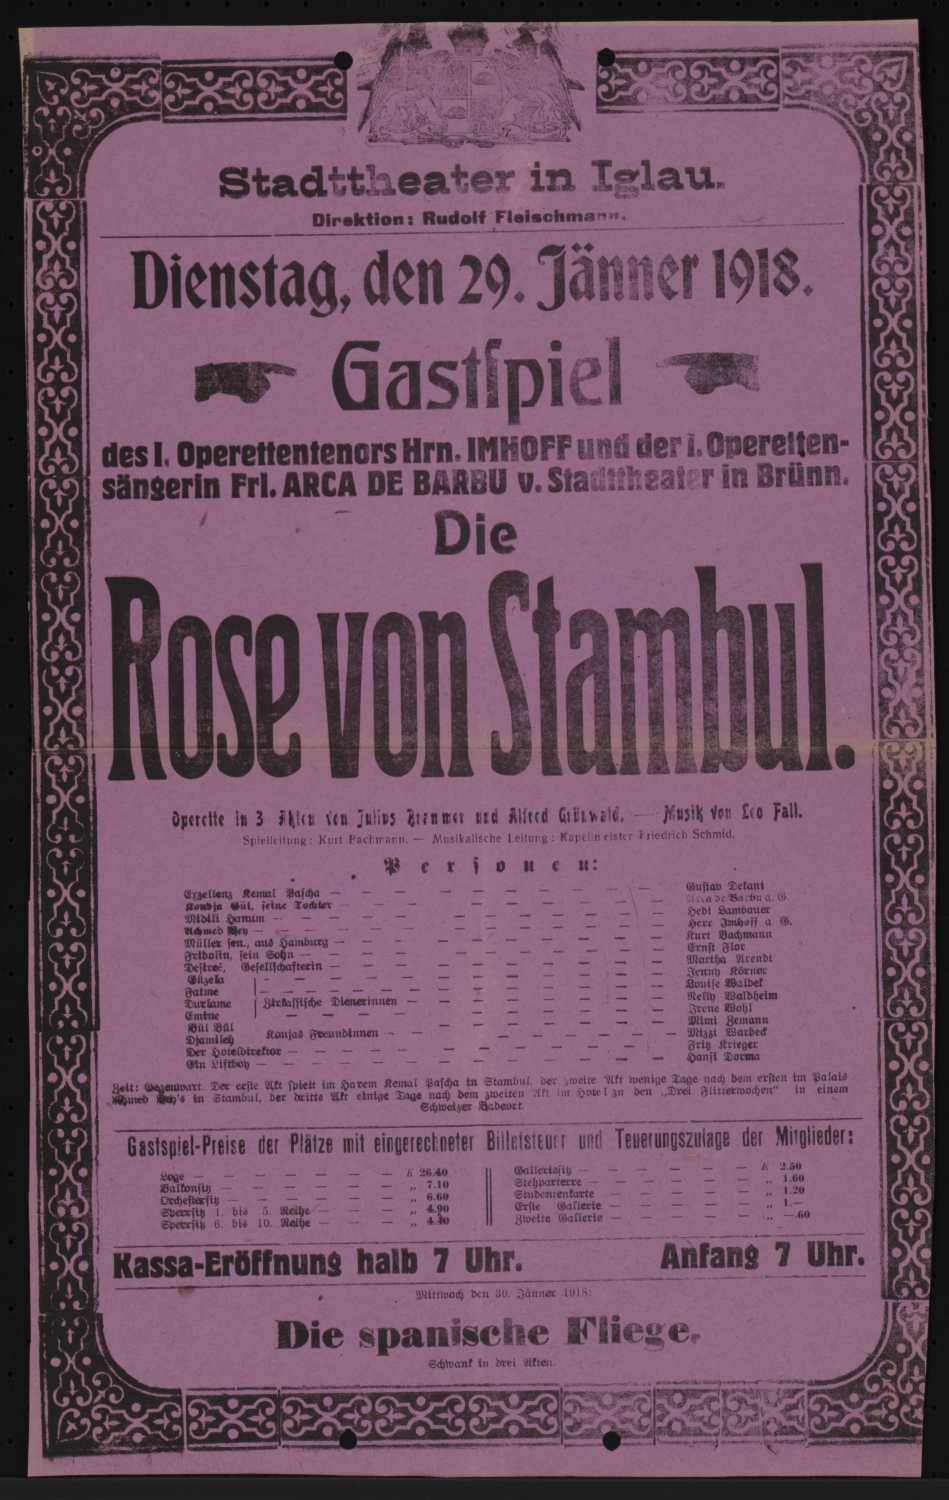 Stadttheater in Iglau.
Direktion: Rudolf Fleischmann.
Dienstag, den 29. Jänner 1918.
Gastspiel
des I. Operettentenors Hrn. IMHOFF und der I. Operetten-
sängerin Frl. ARCA DE BARBU v. Stadttheater in Brünn.
Die
Rose von Stambul.
Operette in 3 Akten von Julius Brammer und Alfred Grünwald. — Musik von Leo Fall.
Spielleitung: Kurt Bachmann. — Musikalische Leitung: Kapellmeister Friedrich Schmid.
Personen:
Exzellenz Kemal Pascha — Gustav Dekani
Kondja Gül, seine Tochter — Arca de Barbu a. G.
Midili Hanum — Hedi Lambauer
Achmed Bey — Herr Imhoff a. G.
Müller sen., aus Hamburg — Kurt Bachmann
Fridolin, sein Sohn — Ernst Flor
Desireé, Gesellschafterin — Martha Arendt
Güzela — Jenny Körner
Fatme — Louise Waldek
Durlane | Zirkassische Dienerinnen — Nelly Waldheim
Emine — Irene Wohl
Bül Bül — Mimi Zemann
Djamileh Konjas Freundinnen — Mizzi Warbeck
Der Hoteldirektor — Fritz Krieger
Ein Liftboy — Hansi Dorma
Zeit: Gegenwart. Der erste Akt spielt im Harem Kemal Pascha in Stambul, der zweite Akt wenige Tage nach dem ersten im Palais
Achmed Bey's in Stambul, der dritte Akt einige Tage nach dem zweiten Akt im Hotel zu den „Drei Flitterwochen" in einem
Schweizer Badeort.
Gastspiel-Preise der Plätze mit eingerechneter Billetsteuer und Teuerungszulage der Mitglieder:
Loge — K 26.40
Balkonsitz — „ 7.10
Orchestersitz — „ 6.60
Sperrsitz 1. bis 5. Reihe — „ 4.90
Sperrsitz 6. bis 10. Reihe — „ 4.40
Galleriesitz — K 2.50
Stehparterre — „ 1.60
Studentenkarte — „ 1.20
Erste Gallerie — „ 1.—
Zweite Gallerie — „ —.60
Kassa-Eröffnung halb 7 Uhr. Anfang 7 Uhr.
Mittwoch den 30. Jänner 1918:
Die spanische Fliege.
Schwank in drei Akten.